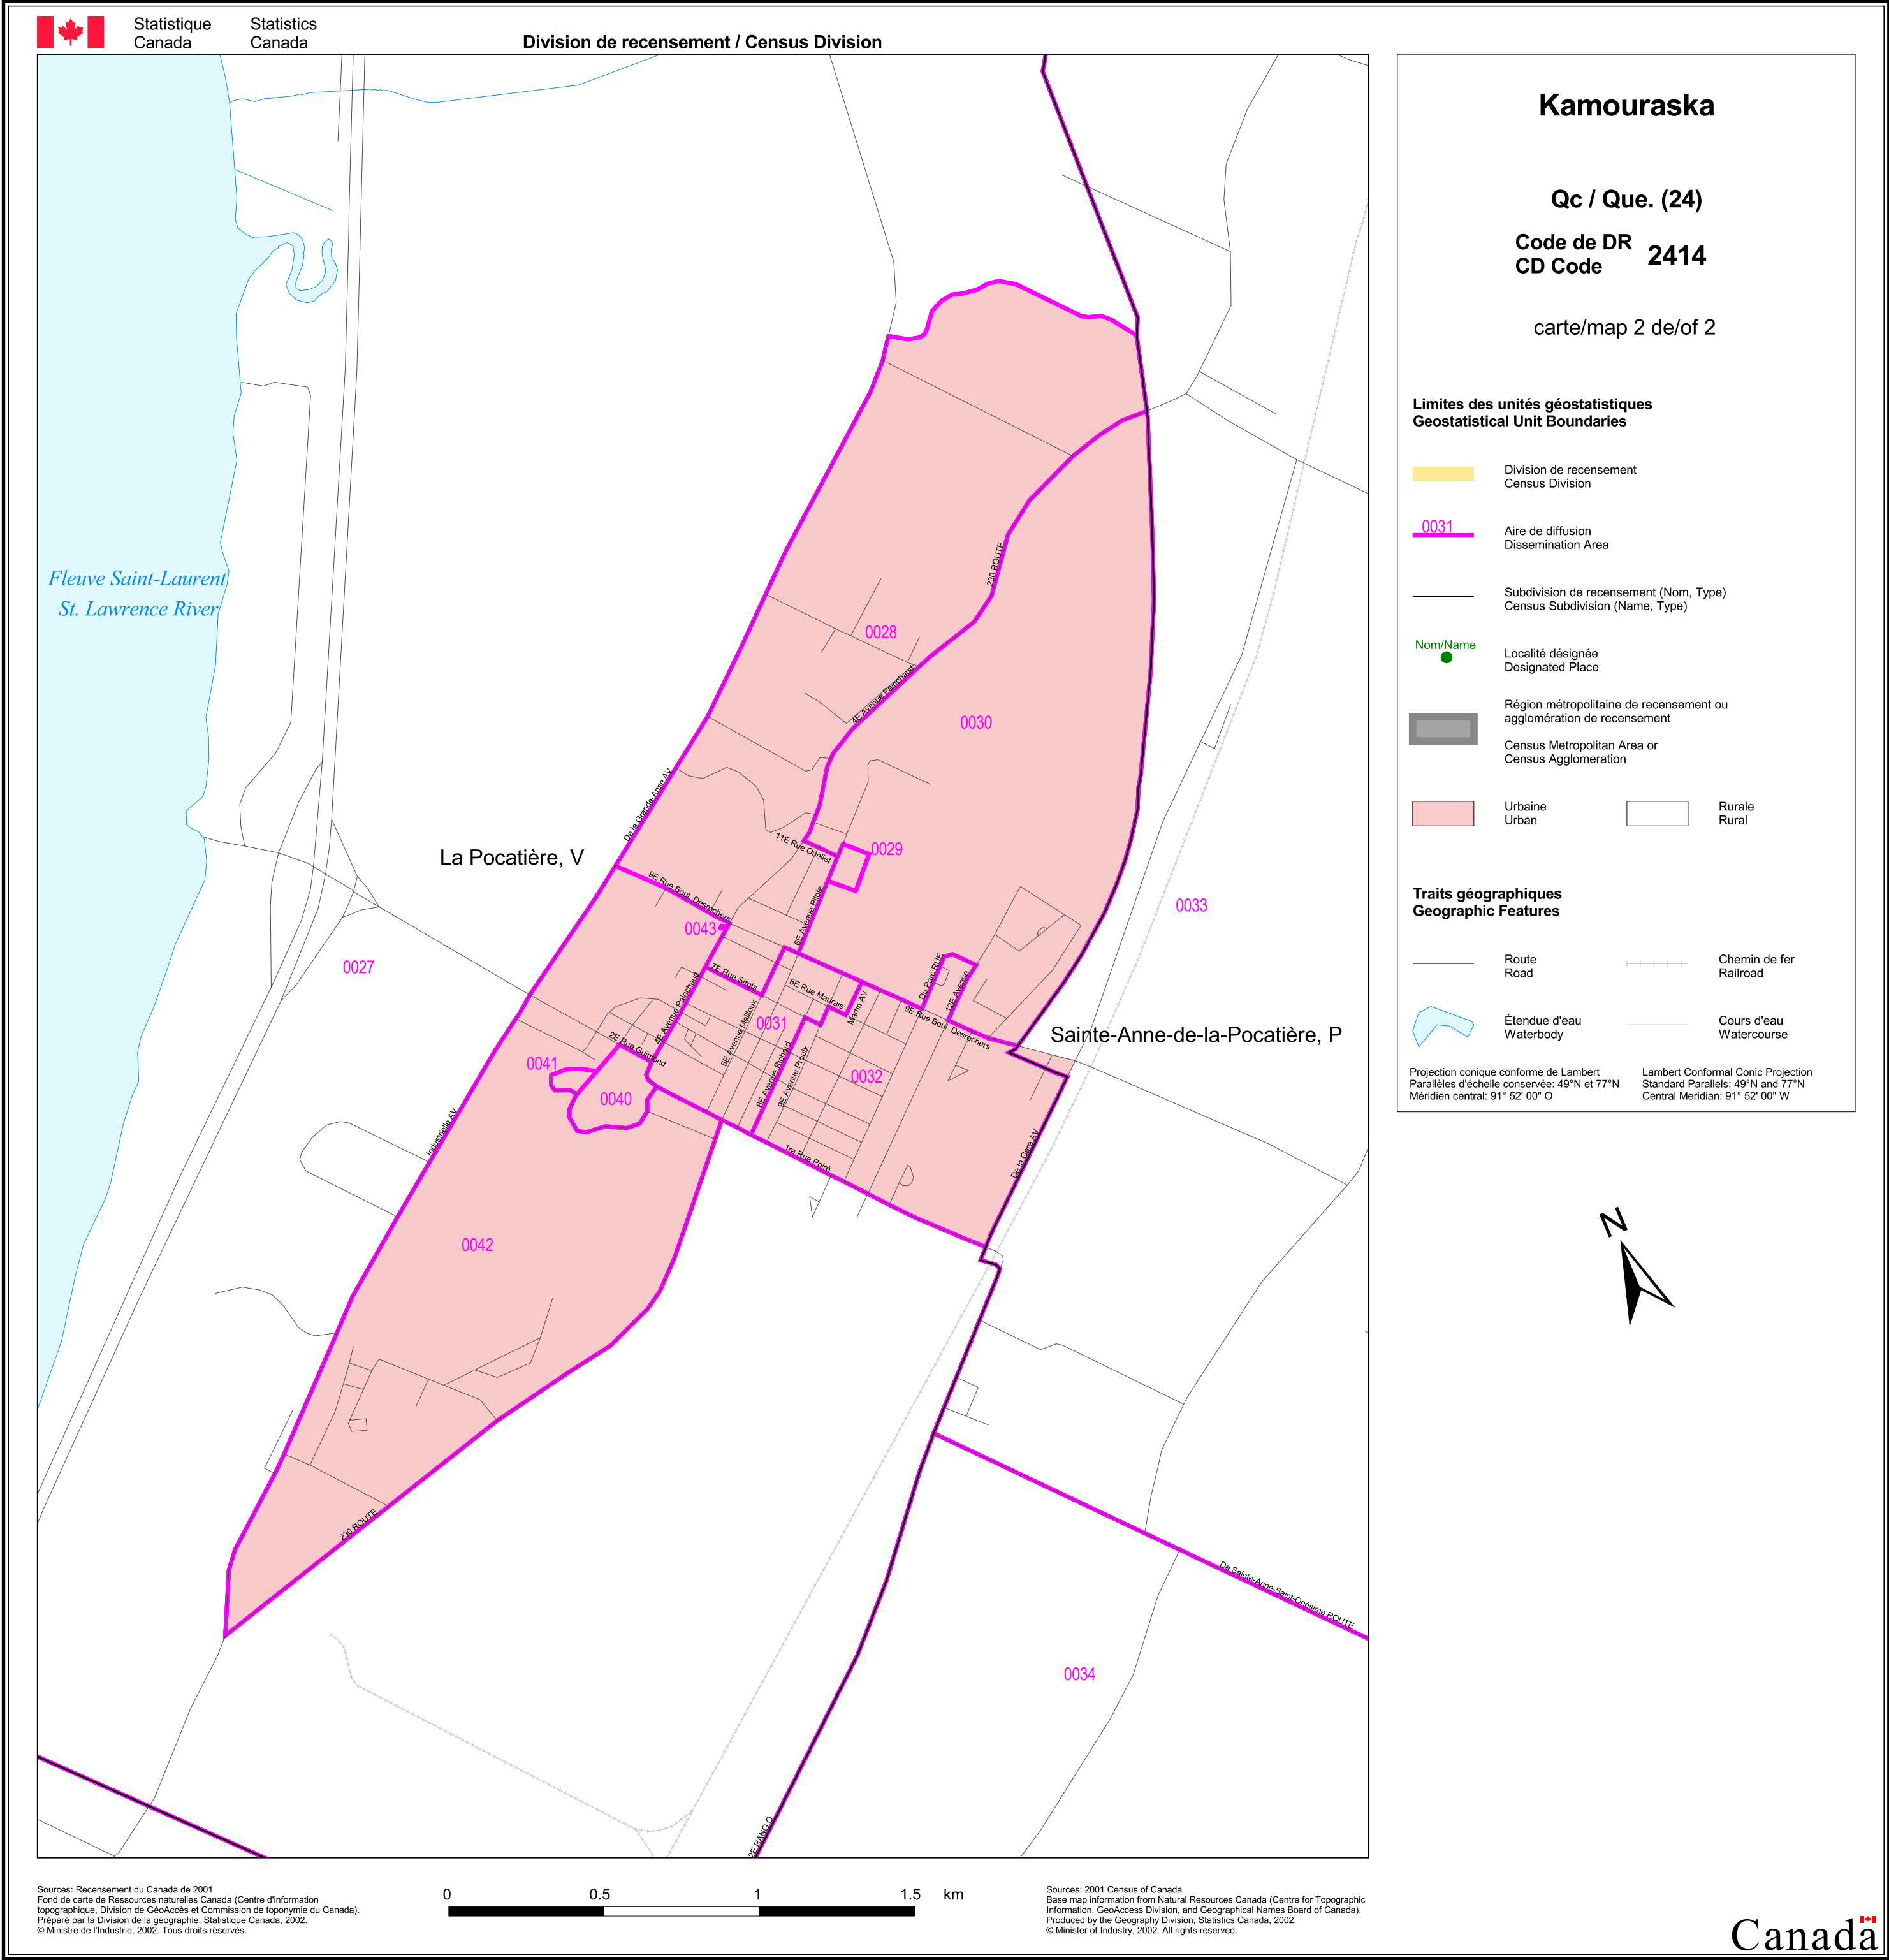 Statistique Canada
Statistics Canada
Division de recensement / Census Division
Kamouraska
Qc / Que. (24)
Code de DR
CD Code
2414
carte/map 2 de/of 2
Limites des unités géostatistiques
Geostatistical Unit Boundaries
Division de recensement
Census Division
0031
Aire de diffusion
Dissemination Area
Subdivision de recensement (Nom, Type)
Census Subdivision (Name, Type)
Nom/Name
Localité désignée
Designated Place
Région métropolitaine de recensement ou
agglomération de recensement
Census Metropolitan Area or
Census Agglomeration
Urbaine
Urban
Rurale
Rural
Traits géographiques
Geographic Features
Route
Road
Chemin de fer
Railroad
Étendue d'eau
Waterbody
Cours d'eau
Watercourse
Projection conique conforme de Lambert
Parallèles d'échelle conservée: 49°N et 77°N
Méridien central: 91° 52' 00" O
Lambert Conformal Conic Projection
Standard Parallels: 49°N and 77°N
Central Meridian: 91° 52' 00" W
N
Fleuve Saint-Laurent
St. Lawrence River
230 ROUTE
0028
4E Avenue Painchaud
0030
De la Grande-Anse AV
La Pocatière, V
11E Rue Ouellet
0029
9E Rue Boul. Desrochers
6E Avenue Pilote
0033
0043
0027
7E Rue Sirois
4E Avenue Painchaud
8E Rue Maurais
Martin AV
Du Parc RUE
12E Avenue
9E Rue Boul. Desrochers
5E Avenue Mailloux
0031
Sainte-Anne-de-la-Pocatière, P
2E Rue Guimond
0041
0040
8E Avenue Richard
9E Avenue Proulx
0032
Industrielle AV
1re Rue Poiré
De la Gare AV
0042
230 ROUTE
De Sainte-Anne-Saint-Onésime ROUTE
0034
2E RANG O
Sources: Recensement du Canada de 2001
Fond de carte de Ressources naturelles Canada (Centre d'information
topographique, Division de GéoAccès et Commission de toponymie du Canada).
Préparé par la Division de la géographie, Statistique Canada, 2002.
© Ministre de l'Industrie, 2002. Tous droits réservés.
0 0.5 1 1.5 km
Sources: 2001 Census of Canada
Base map information from Natural Resources Canada (Centre for Topographic
Information, GeoAccess Division, and Geographical Names Board of Canada).
Produced by the Geography Division, Statistics Canada, 2002.
© Minister of Industry, 2002. All rights reserved.
Canada